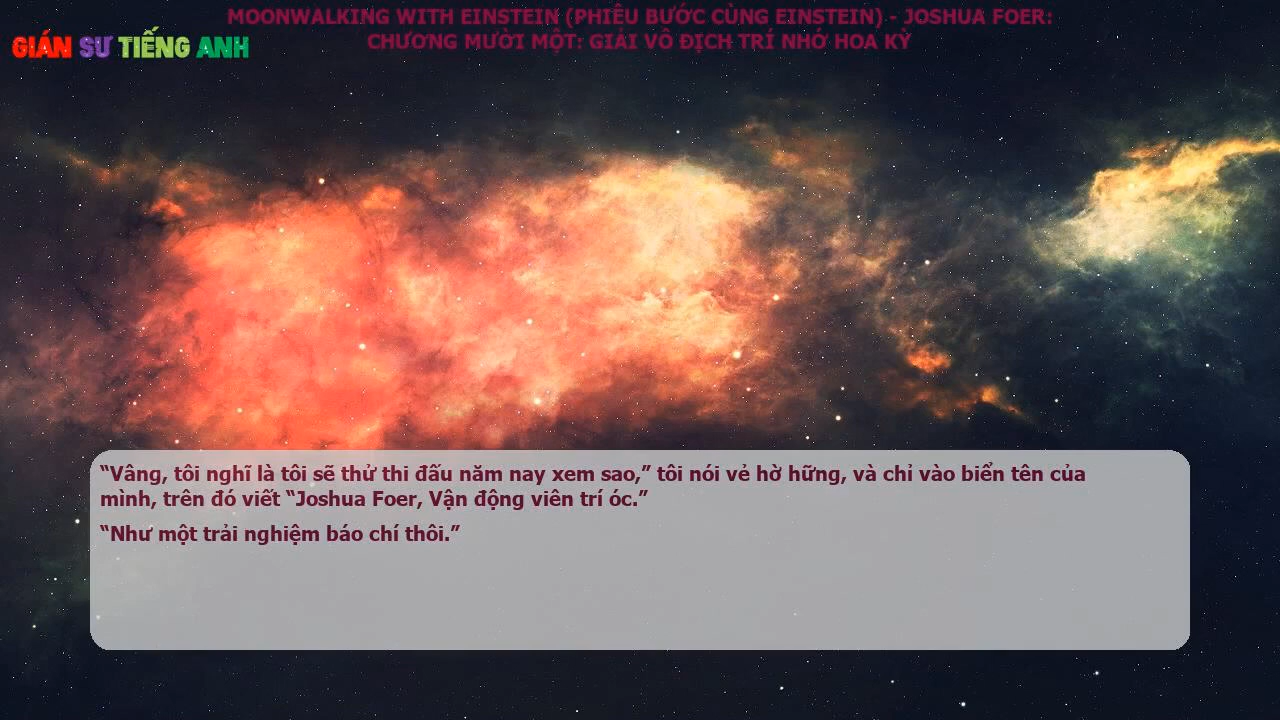 MOONWALKING WITH EINSTEIN (PHIÊU BƯỚC CÙNG EINSTEIN) - JOSHUA FOER:
CHƯƠNG MƯỜI MỘT: GIẢI VÔ ĐỊCH TRÍ NHỚ HOA KỲ
GIÁN SƯ TIẾNG ANH
“Vâng, tôi nghĩ là tôi sẽ thử thi đấu năm nay xem sao,” tôi nói vẻ hờ hững, và chỉ vào biển tên của
mình, trên đó viết “Joshua Foer, Vận động viên trí óc.”
“Như một trải nghiệm báo chí thôi.”